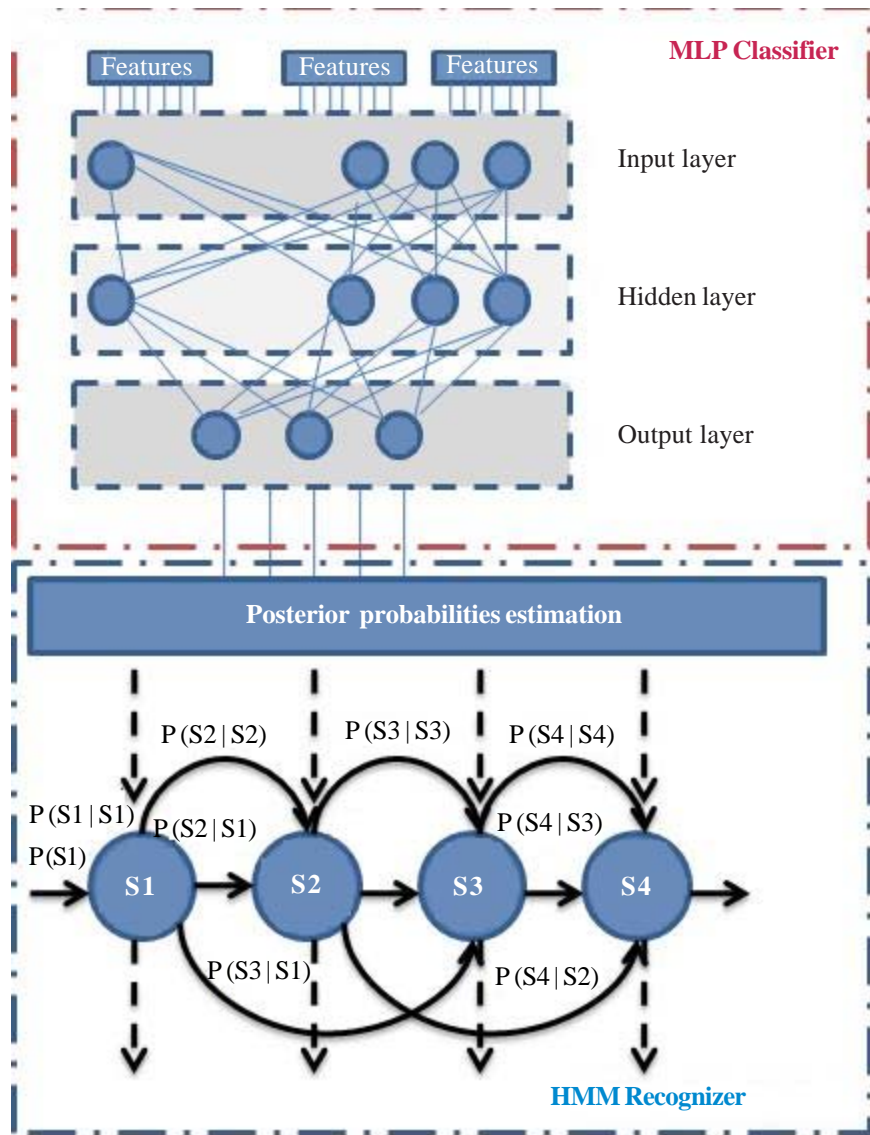 MLP Classifier
Features
Features
Features
Input layer
Hidden layer
Output layer
Posterior probabilities estimation
P(S2|S2)
P(S3|S3)
P(S4|S4)
P(S1|S1)
P(S2|S1)
P(S4|S3)
P(S1)
S1
S2
S3
S4
P(S3|S1)
P(S4|S2)
HMM Recognizer